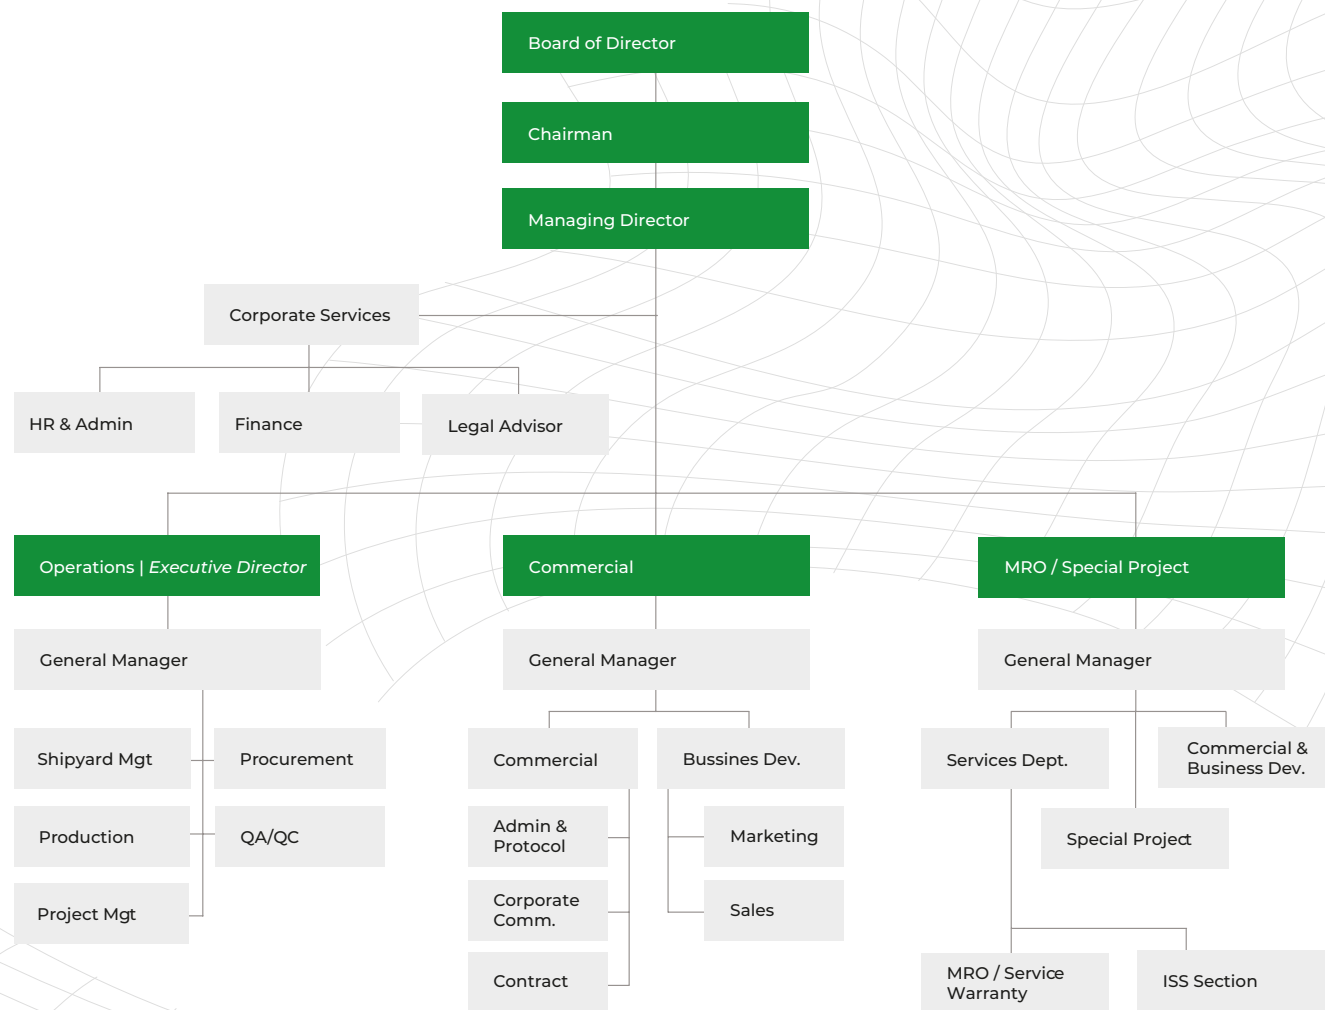 Board of Director
Chairman
Managing Director
Corporate Services
HR & Admin
Finance
Legal Advisor
Operations | Executive Director
Commercial
MRO / Special Project
General Manager
General Manager
General Manager
Shipyard Mgt
Procurement
Production
QA/QC
Project Mgt
Commercial
Bussines Dev.
Admin &
Protocol
Marketing
Corporate
Comm.
Sales
Contract
Services Dept.
Commercial &
Business Dev.
Special Project
MRO / Service
Warranty
ISS Section